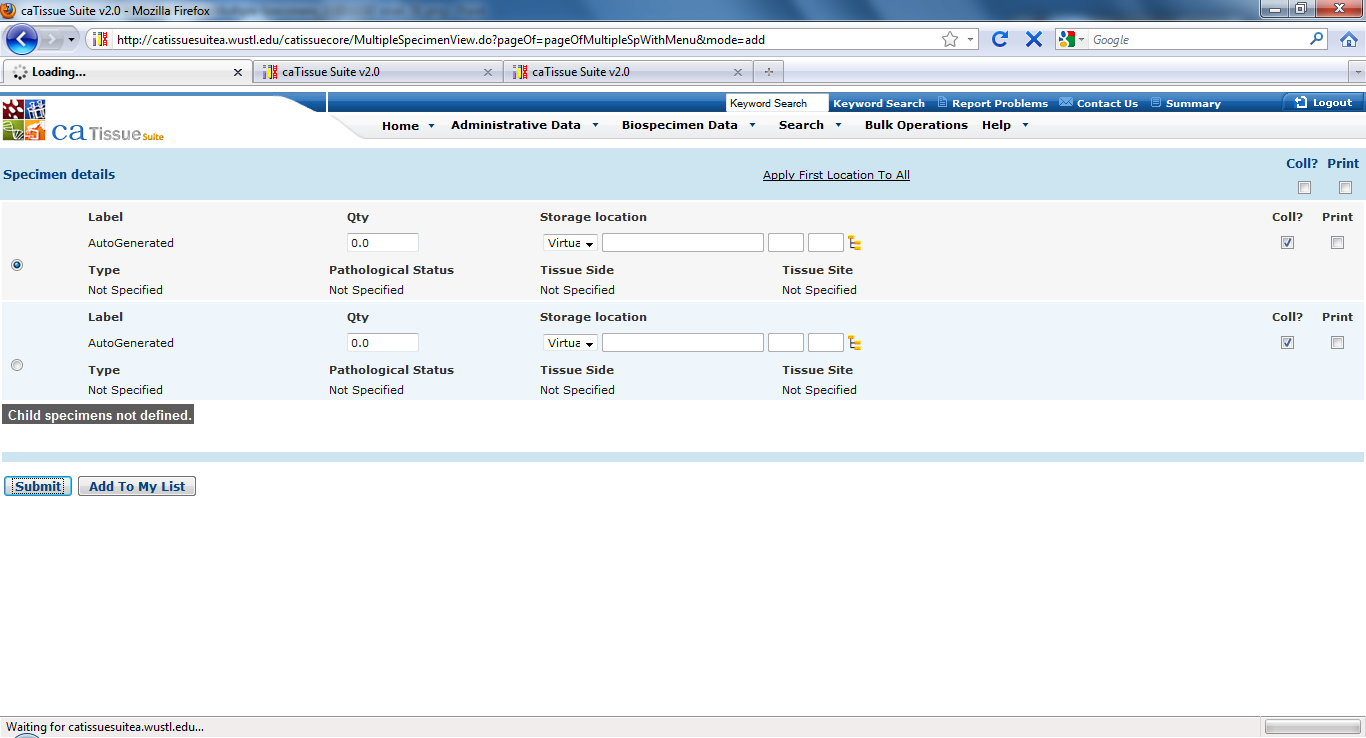 caTissue Suite v2.0 - Mozilla Firefox
http://catissuesuitea.wustl.edu/catissuecore/MultipleSpecimenView.do?pageOf=pageOfMultipleSpWithMenu&mode=add
Google
Loading...
caTissue Suite v2.0
caTissue Suite v2.0
Keyword Search Keyword Search Report Problems Contact Us Summary Logout
ca Tissue Suite
Home Administrative Data Biospecimen Data Search Bulk Operations Help
Specimen details Apply First Location To All Coll? Print
Label Qty Storage location Coll? Print
AutoGenerated 0.0 Virtua
Type Pathological Status Tissue Side Tissue Site
Not Specified Not Specified Not Specified Not Specified
Label Qty Storage location Coll? Print
AutoGenerated 0.0 Virtua
Type Pathological Status Tissue Side Tissue Site
Not Specified Not Specified Not Specified Not Specified
Child specimens not defined.
Submit Add To My List
Waiting for catissuesuitea.wustl.edu...